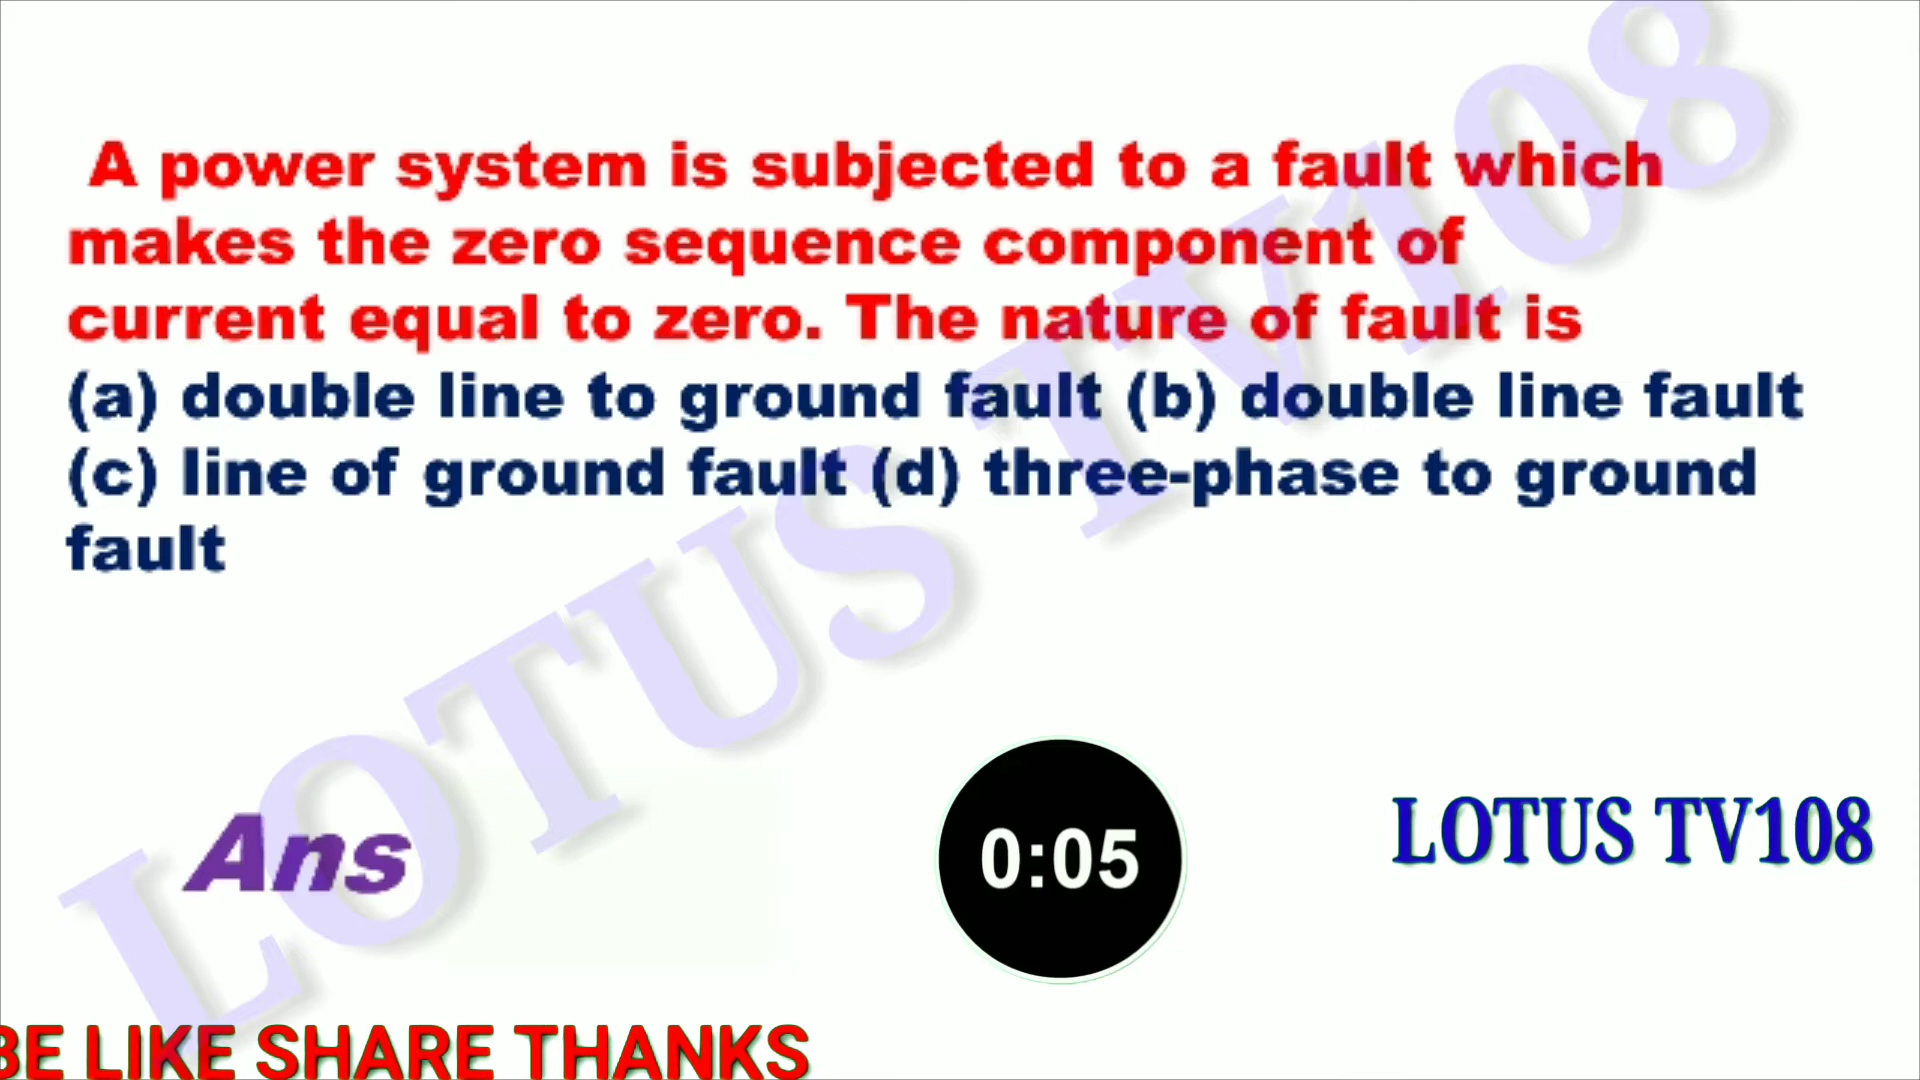 A power system is subjected to a fault which
makes the zero sequence component of
current equal to zero. The nature of fault is
(a) double line to ground fault (b) double line fault
(c) line of ground fault (d) three-phase to ground
fault
LOTUS TV108
Ans
0:05
LOTUS TV108
BE LIKE SHARE THANKS